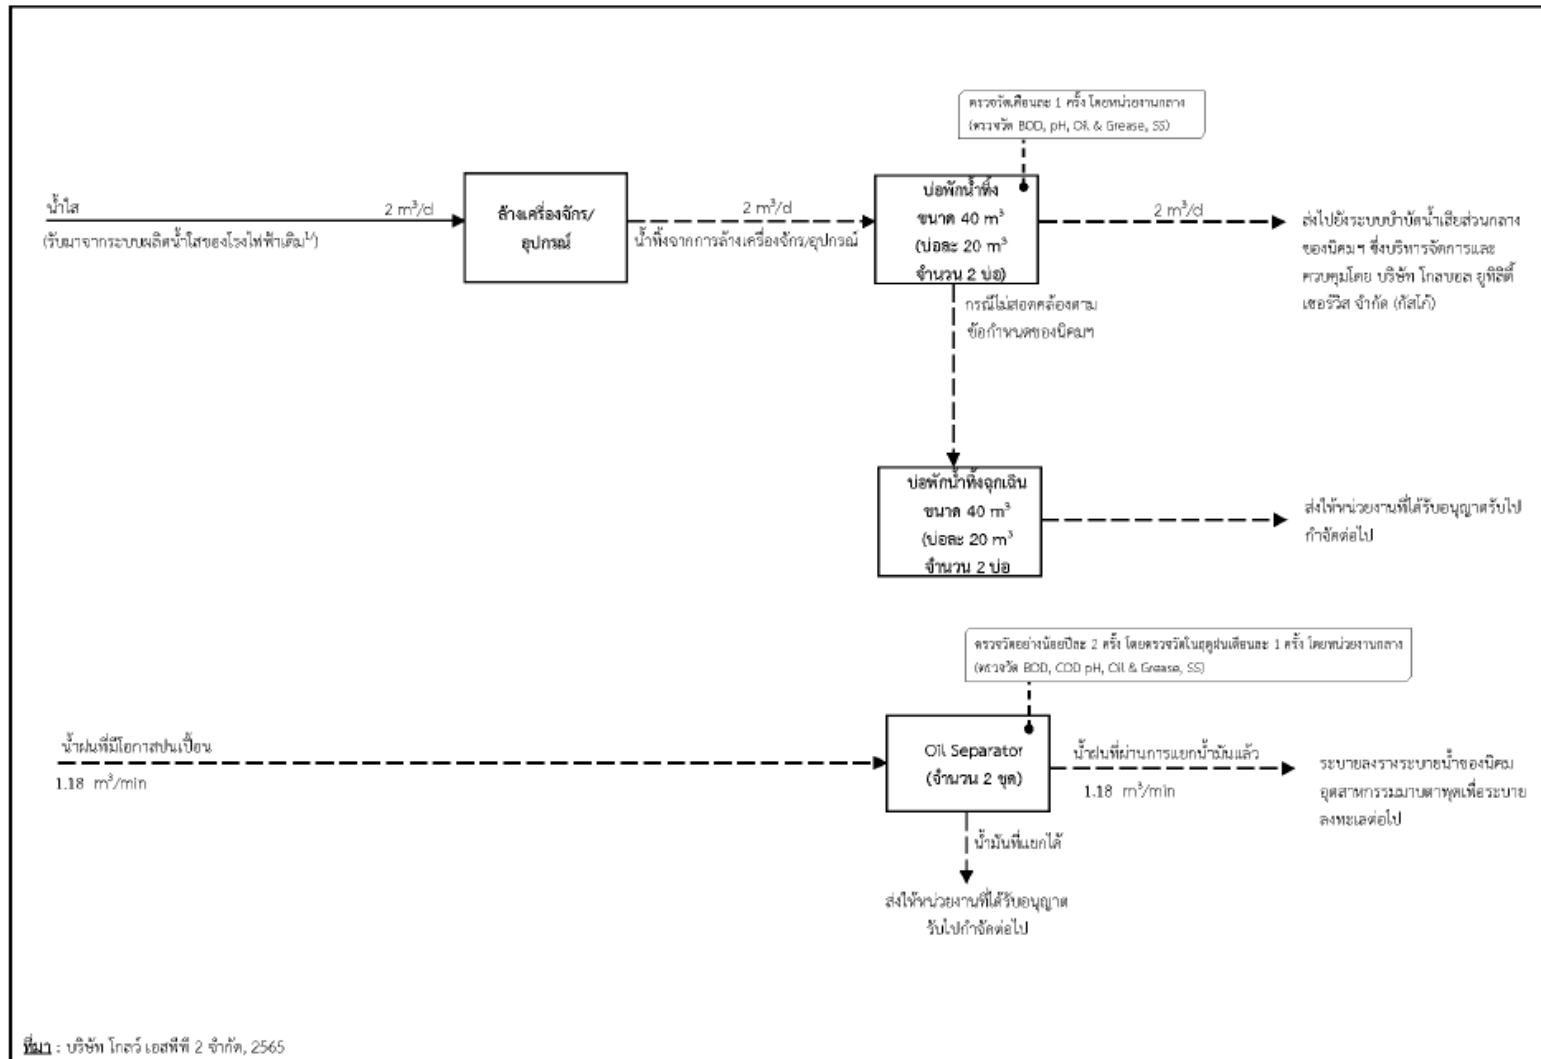 ตรวจวัดเดือนละ 1 ครั้ง โดยหน่วยงานกลาง
(ตรวจวัด BOD, pH, Oil & Grease, SS)
น้ำใส
2 m³/d
(รับมาจากระบบผลิตน้ำใสของโรงไฟฟ้าเดิม¹/)
ล้างเครื่องจักร/
อุปกรณ์
2 m³/d
น้ำทิ้งจากการล้างเครื่องจักร/อุปกรณ์
บ่อพักน้ำทิ้ง
ขนาด 40 m³
(บ่อละ 20 m³
จำนวน 2 บ่อ)
2 m³/d
ส่งไปยังระบบบำบัดน้ำเสียส่วนกลาง
ของนิคมฯ ซึ่งบริหารจัดการและ
ควบคุมโดย บริษัท โกลบอล ยูทิลิตี้
เซอร์วิส จำกัด (กัสโก้)
กรณีไม่สอดคล้องตาม
ข้อกำหนดของนิคมฯ
บ่อพักน้ำทิ้งฉุกเฉิน
ขนาด 40 m³
(บ่อละ 20 m³
จำนวน 2 บ่อ
ส่งให้หน่วยงานที่ได้รับอนุญาตรับไป
กำจัดต่อไป
ตรวจวัดอย่างน้อยปีละ 2 ครั้ง โดยตรวจวัดในฤดูฝนเดือนละ 1 ครั้ง โดยหน่วยงานกลาง
(ตรวจวัด BOD, COD pH, Oil & Grease, SS)
น้ำฝนที่มีโอกาสปนเปื้อน
1.18 m³/min
Oil Separator
(จำนวน 2 ชุด)
น้ำฝนที่ผ่านการแยกน้ำมันแล้ว
1.18 m³/min
ระบายลงรางระบายน้ำของนิคม
อุตสาหกรรมมาบตาพุดเพื่อระบาย
ลงทะเลต่อไป
น้ำมันที่แยกได้
ส่งให้หน่วยงานที่ได้รับอนุญาต
รับไปกำจัดต่อไป
ที่มา : บริษัท โกลว์ เอสพีพี 2 จำกัด, 2565